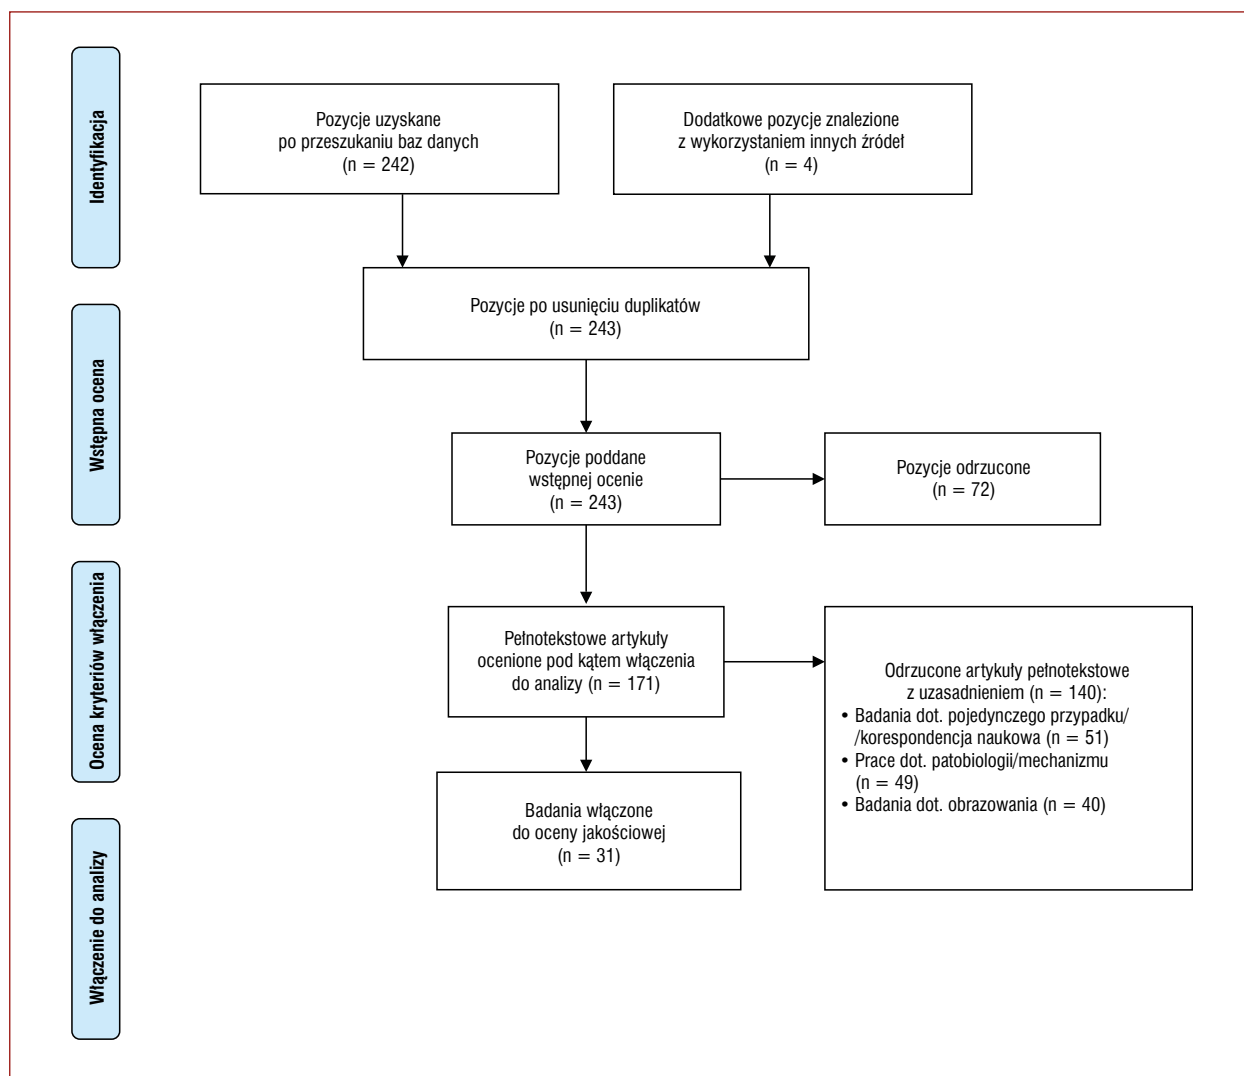 Identyfikacja
Pozycje uzyskane
po przeszukaniu baz danych
(n = 242)
Dodatkowe pozycje znalezione
z wykorzystaniem innych źródeł
(n = 4)
Pozycje po usunięciu duplikatów
(n = 243)
Wstępna ocena
Pozycje poddane
wstępnej ocenie
(n = 243)
Pozycje odrzucone
(n = 72)
Ocena kryteriów włączenia
Pełnotekstowe artykuły
ocenione pod kątem włączenia
do analizy (n = 171)
Odrzucone artykuły pełnotekstowe
z uzasadnieniem (n = 140):
• Badania dot. pojedynczego przypadku/
/korespondencja naukowa (n = 51)
• Prace dot. patobiologii/mechanizmu
(n = 49)
• Badania dot. obrazowania (n = 40)
Włączenie do analizy
Badania włączone
do oceny jakościowej
(n = 31)